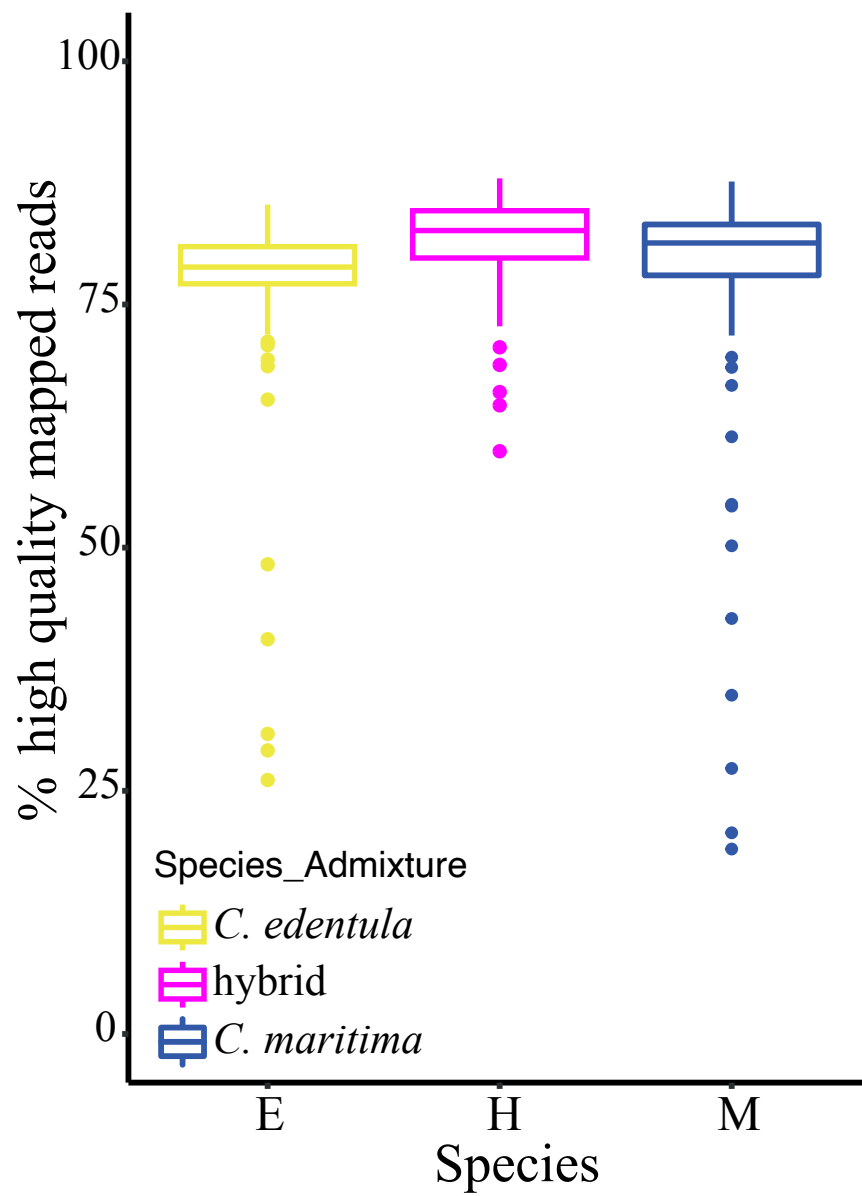 % high quality mapped reads
100
75
50
25
0
Species_Admixture
C. edentula
hybrid
C. maritima
E H M
Species